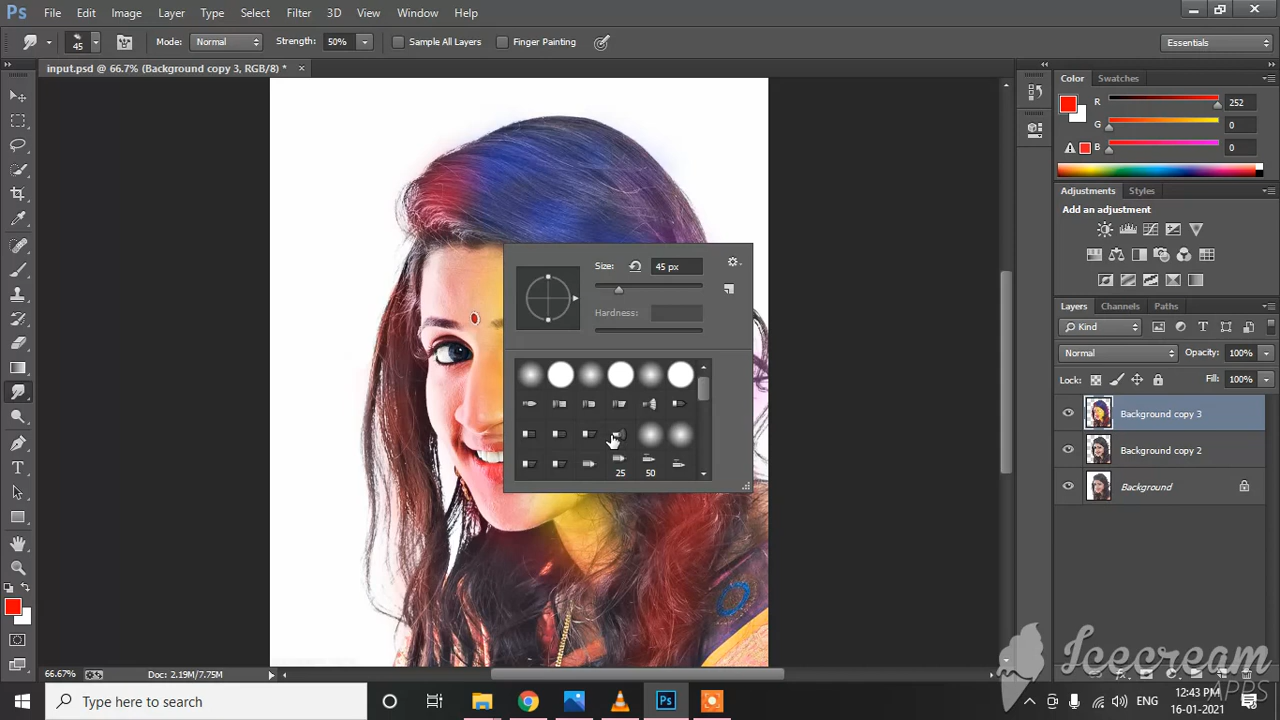 Ps File Edit Image Layer Type Select Filter 3D View Window Help
45 Mode: Normal Strength: 50% Sample All Layers Finger Painting Essentials
input.psd @ 66.7% (Background copy 3, RGB/8) *
Color Swatches
R 252
G 0
B 0
Adjustments Styles
Add an adjustment
Size: 45 px
Hardness:
25 50
Layers Channels Paths
Kind
Normal Opacity: 100%
Lock: Fill: 100%
Background copy 3
Background copy 2
Background
66.67% Doc: 2.19M/7.75M
Icecream
APPS
Type here to search
Ps
12:43 PM
16-01-2021